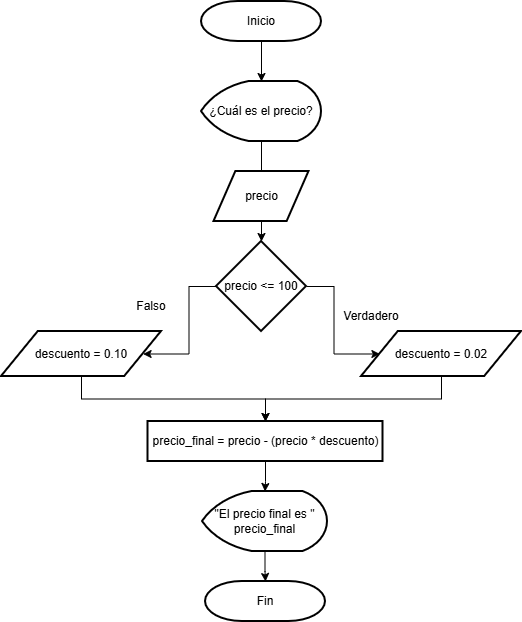 Inicio
¿Cuál es el precio?
precio
precio <= 100
Falso
Verdadero
descuento = 0.10
descuento = 0.02
precio_final = precio - (precio * descuento)
"El precio final es "
precio_final
Fin